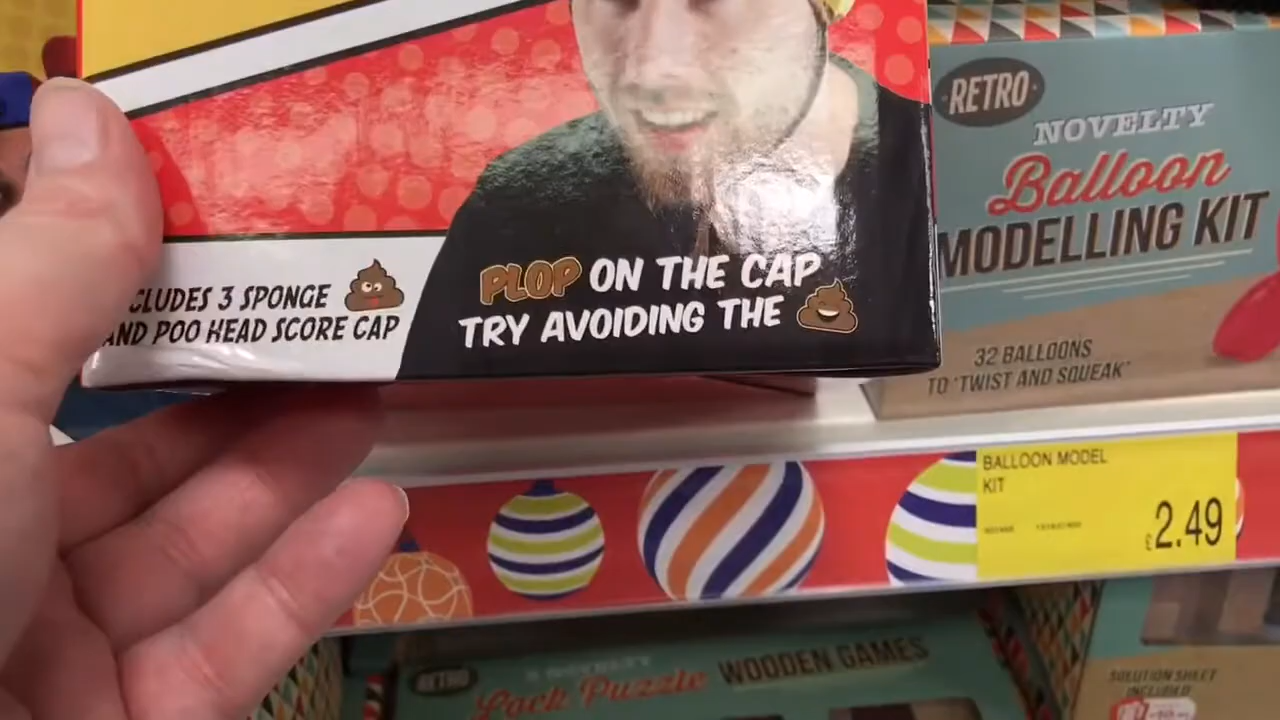 CLUDES 3 SPONGE
AND POO HEAD SCORE CAP
PLOP ON THE CAP
TRY AVOIDING THE
RETRO
NOVELTY
Balloon
MODELLING KIT
32 BALLOONS
TO 'TWIST AND SQUEAK'
BALLOON MODEL
KIT
£2.49
RETRO
NOVELTY
Lock Puzzle
WOODEN GAMES
SOLUTION SHEET
INCLUDED